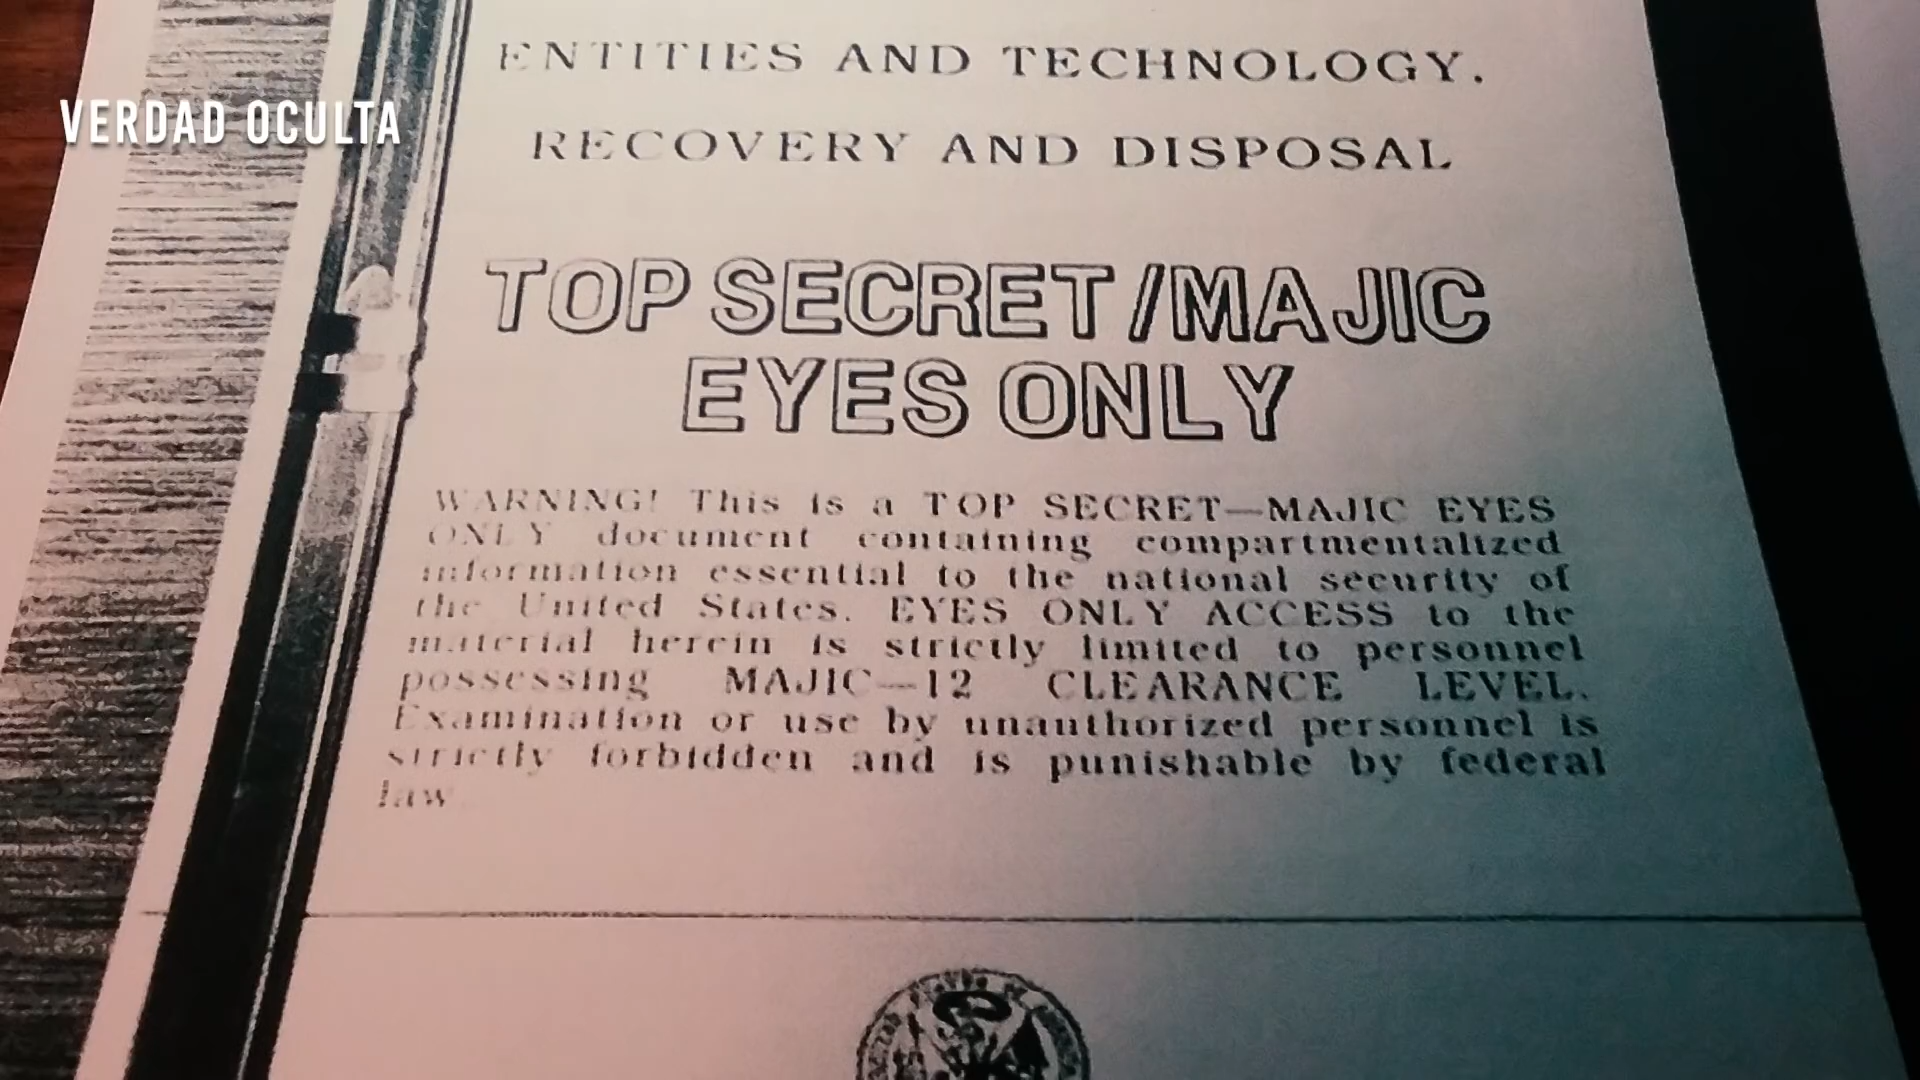 VERDAD OCULTA
ENTITIES AND TECHNOLOGY,
RECOVERY AND DISPOSAL
TOP SECRET/MAJIC
EYES ONLY
WARNING! This is a TOP SECRET—MAJIC EYES
ONLY document containing compartmentalized
information essential to the national security of
the United States. EYES ONLY ACCESS to the
material herein is strictly limited to personnel
possessing MAJIC—12 CLEARANCE LEVEL.
Examination or use by unauthorized personnel is
strictly forbidden and is punishable by federal
law